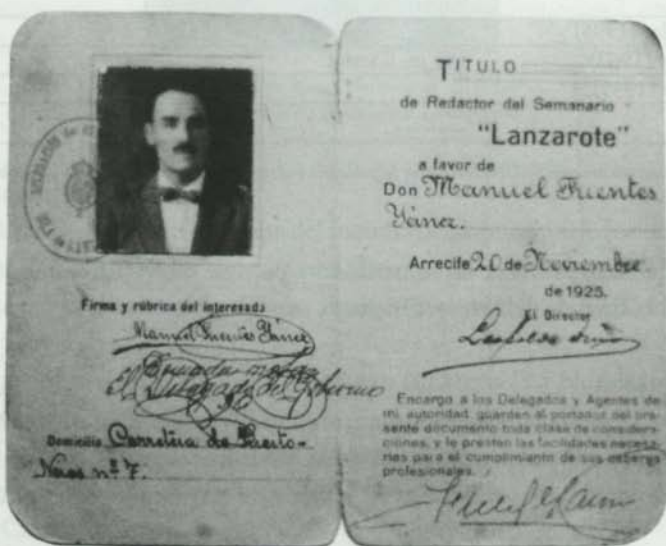 Firma y rúbrica del interesado
Manuel Fuentes Yánez
El Delegado del Gobierno
Domicilio Carretera de Puerto-
Naos nº 7.
TITULO
de Redactor del Semanario
"Lanzarote"
a favor de
Don Manuel Fuentes
Yánez.
Arrecife 20 de Noviembre
de 1925.
El Director
Encargo a los Delegados y Agentes de
mi autoridad, guarden al portador del pre-
sente documento toda clase de considera-
ciones, y le presten las facilidades necesa-
rias para el cumplimiento de sus deberes
profesionales.